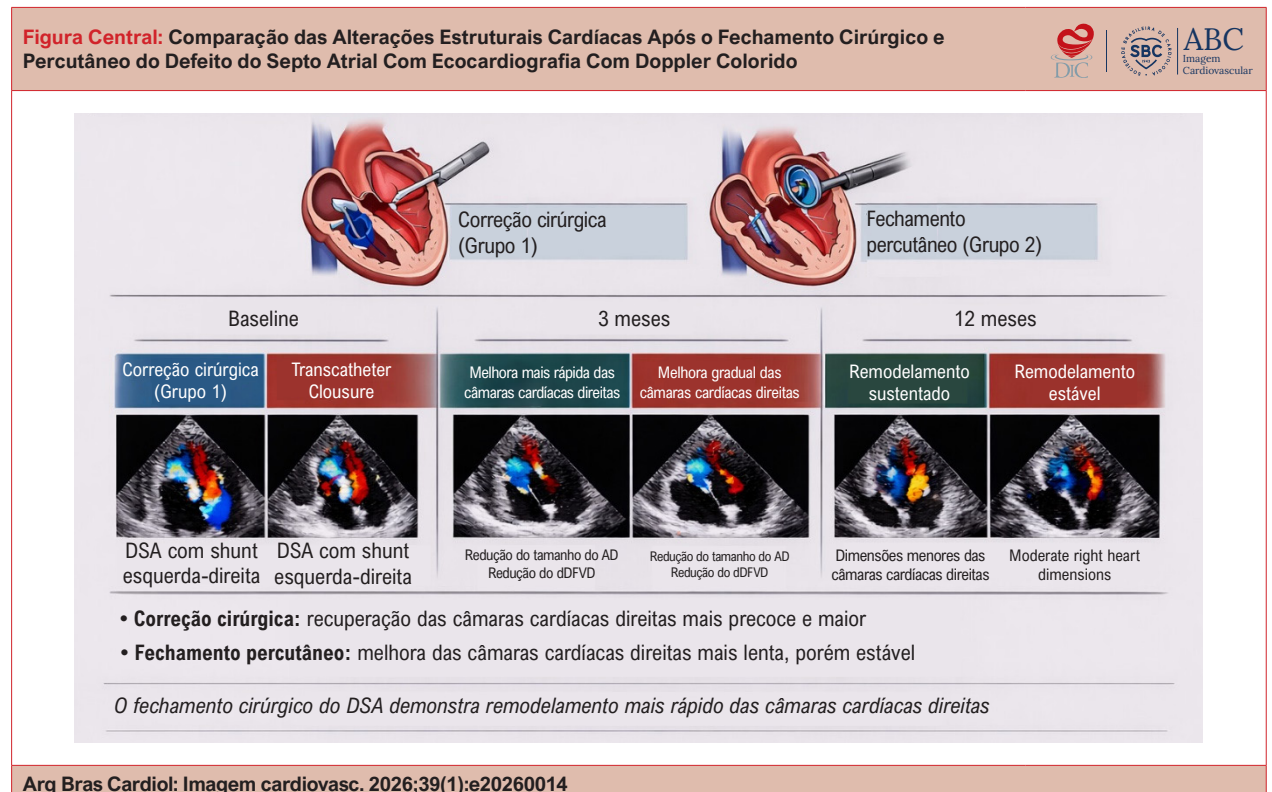 Figura Central: Comparação das Alterações Estruturais Cardíacas Após o Fechamento Cirúrgico e
Percutâneo do Defeito do Septo Atrial Com Ecocardiografia Com Doppler Colorido
DIC
SOCIEDADE BRASILEIRA DE CARDIOLOGIA
SBC
ABC
Imagem
Cardiovascular
Correção cirúrgica
(Grupo 1)
Fechamento
percutâneo (Grupo 2)
Baseline
3 meses
12 meses
Correção cirúrgica
(Grupo 1)
Transcatheter
Clousure
Melhora mais rápida das
câmaras cardíacas direitas
Melhora gradual das
câmaras cardíacas direitas
Remodelamento
sustentado
Remodelamento
estável
DSA com shunt
esquerda-direita
DSA com shunt
esquerda-direita
Redução do tamanho do AD
Redução do dDFVD
Redução do tamanho do AD
Redução do dDFVD
Dimensões menores das
câmaras cardíacas direitas
Moderate right heart
dimensions
• Correção cirúrgica: recuperação das câmaras cardíacas direitas mais precoce e maior
• Fechamento percutâneo: melhora das câmaras cardíacas direitas mais lenta, porém estável
O fechamento cirúrgico do DSA demonstra remodelamento mais rápido das câmaras cardíacas direitas
Arq Bras Cardiol: Imagem cardiovasc. 2026;39(1):e20260014